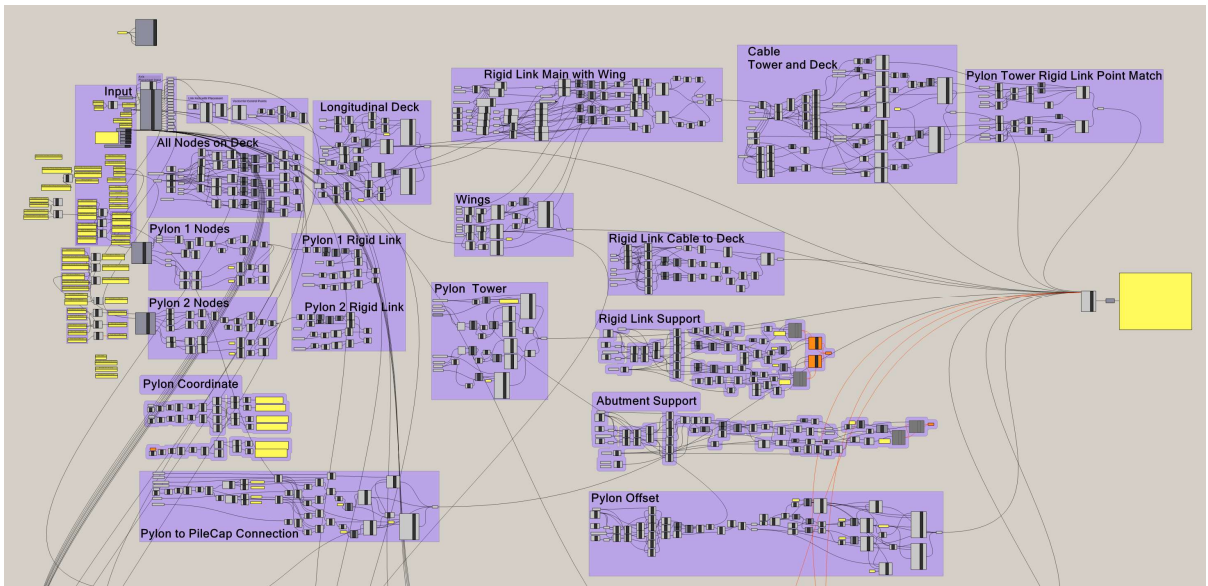 Input
All Nodes on Deck
Longitudinal Deck
Rigid Link Main with Wing
Cable
Tower and Deck
Pylon Tower Rigid Link Point Match
Wings
Pylon 1 Nodes
Pylon 1 Rigid Link
Rigid Link Cable to Deck
Pylon 2 Nodes
Pylon 2 Rigid Link
Pylon Tower
Rigid Link Support
Pylon Coordinate
Abutment Support
Pylon to PileCap Connection
Pylon Offset